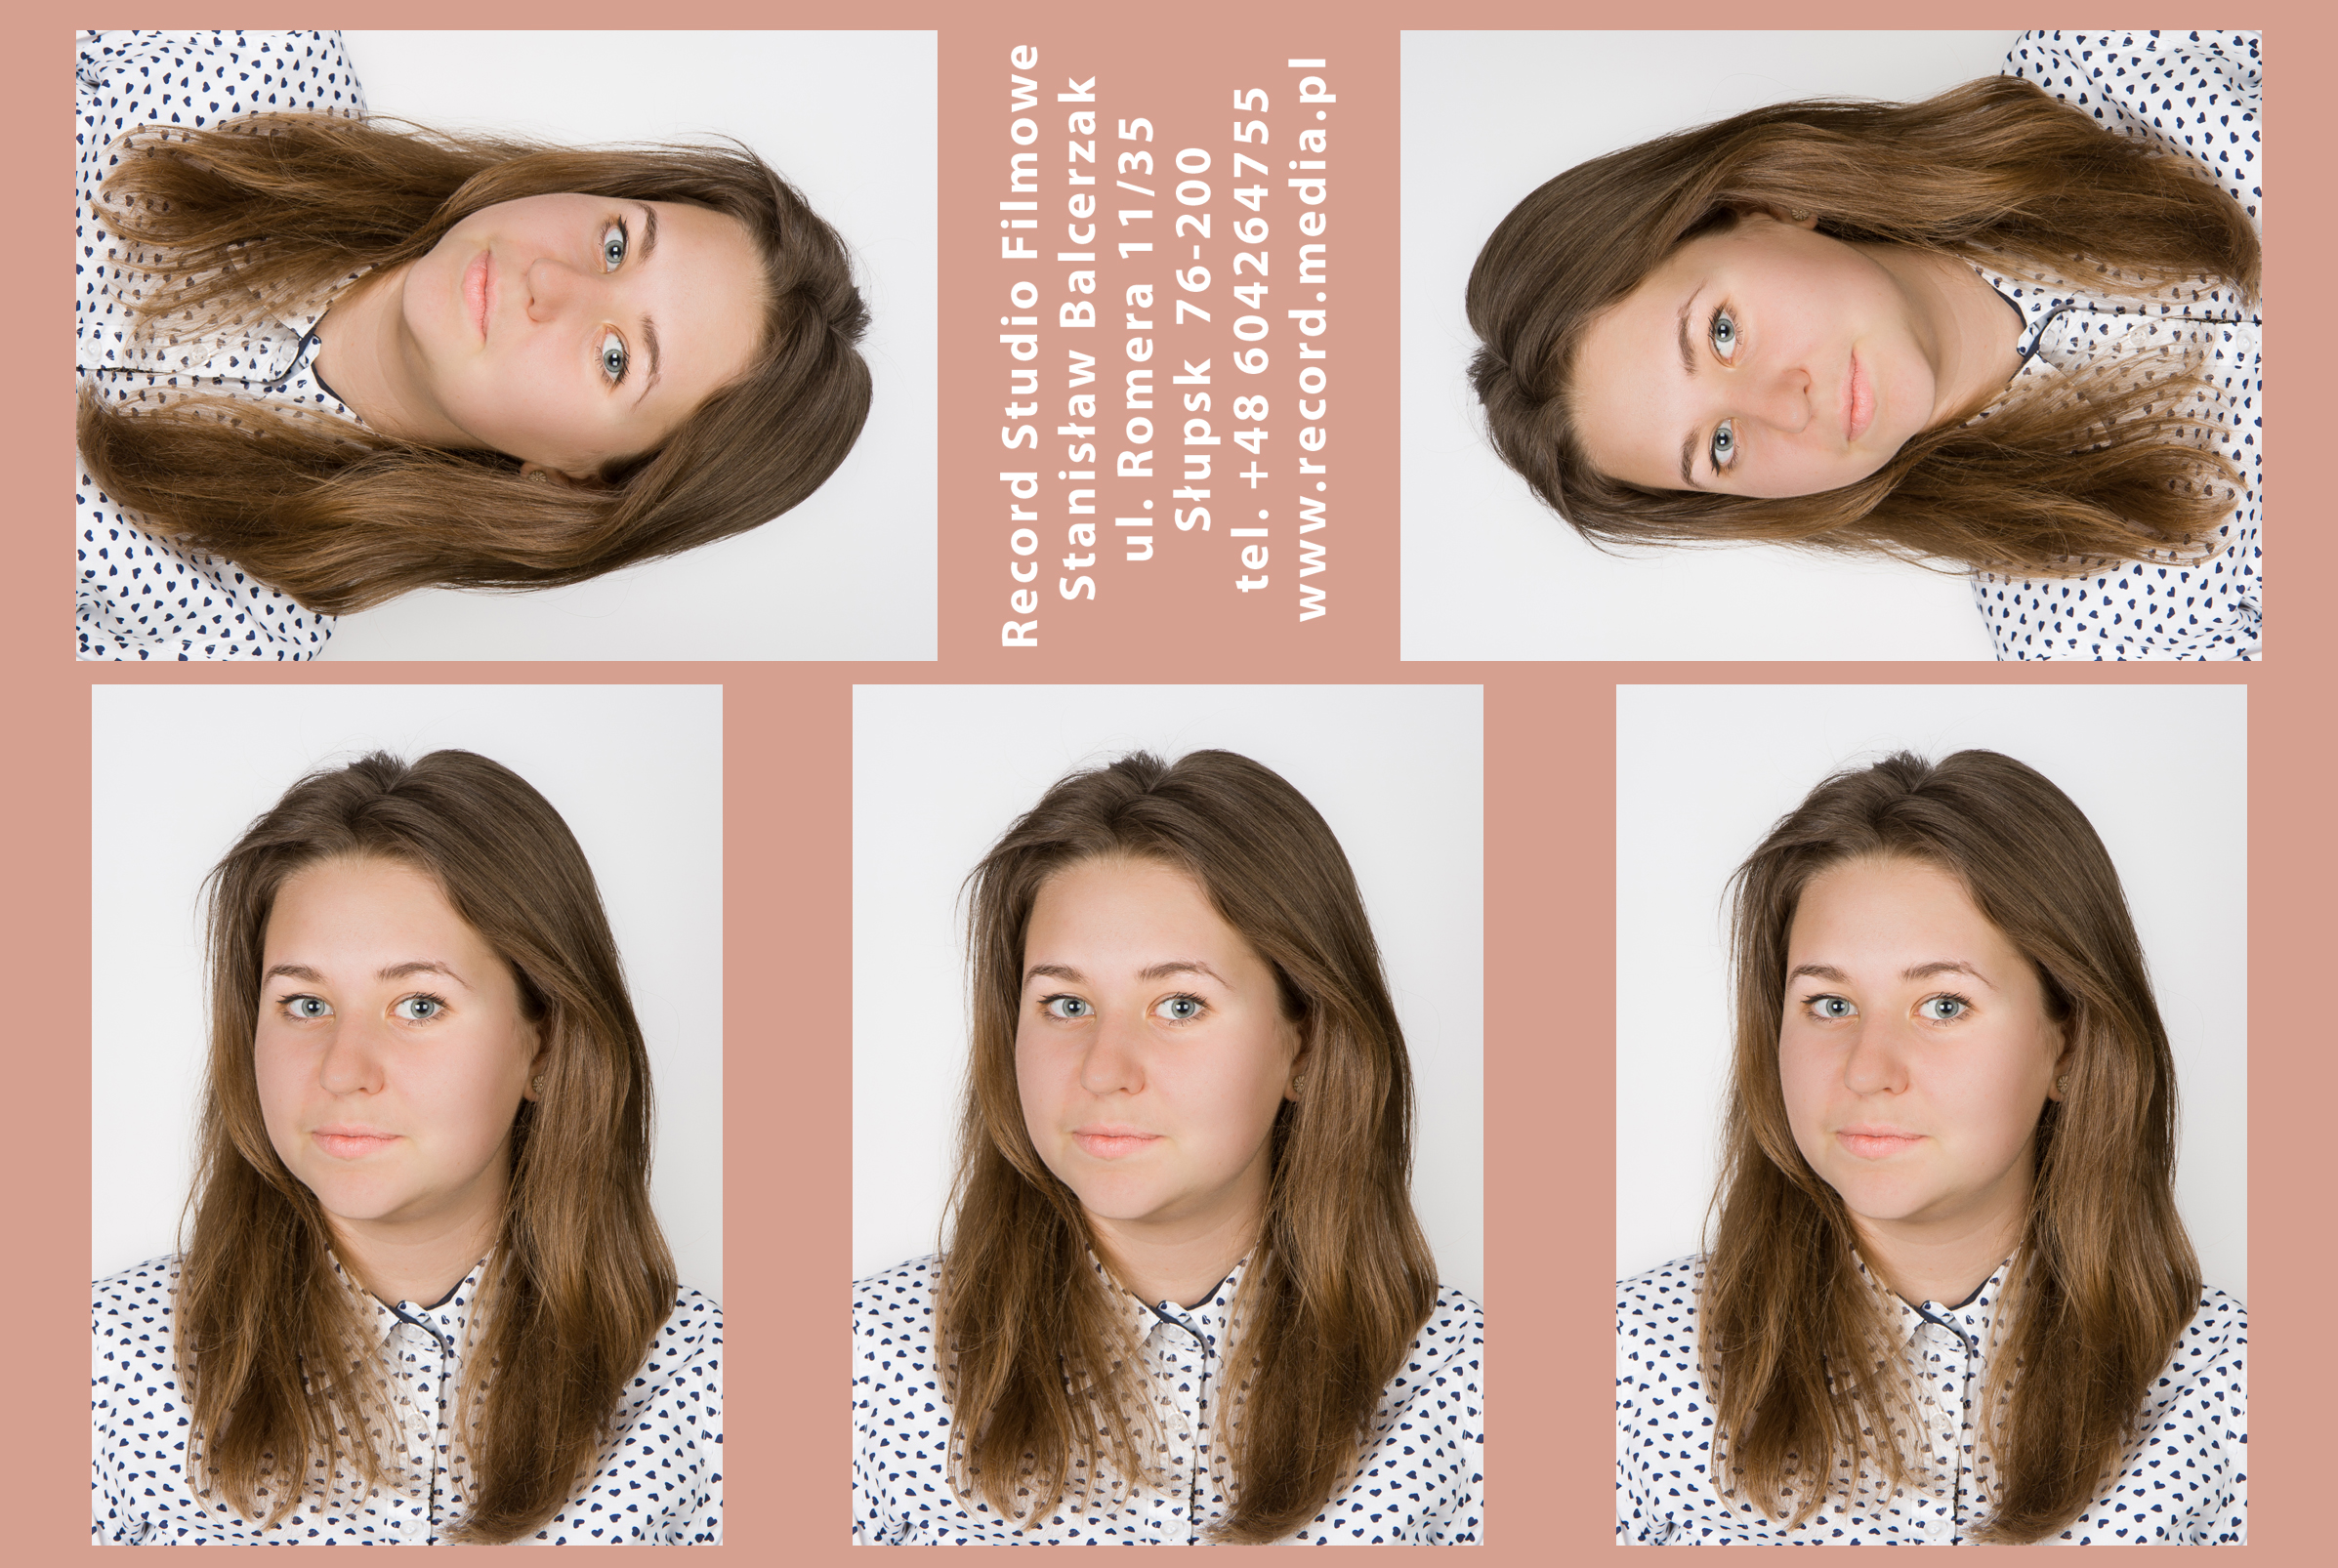 Record Studio Filmowe
Stanisław Balcerzak
ul. Romera 11/35
Słupsk 76-200
tel. +48 604264755
www.record.media.pl